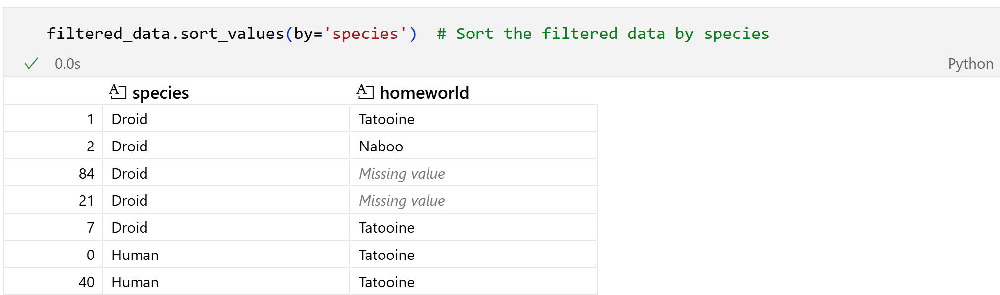 filtered_data.sort_values(by='species')  # Sort the filtered data by species
0.0s Python
species homeworld
1 Droid Tatooine
2 Droid Naboo
84 Droid Missing value
21 Droid Missing value
7 Droid Tatooine
0 Human Tatooine
40 Human Tatooine